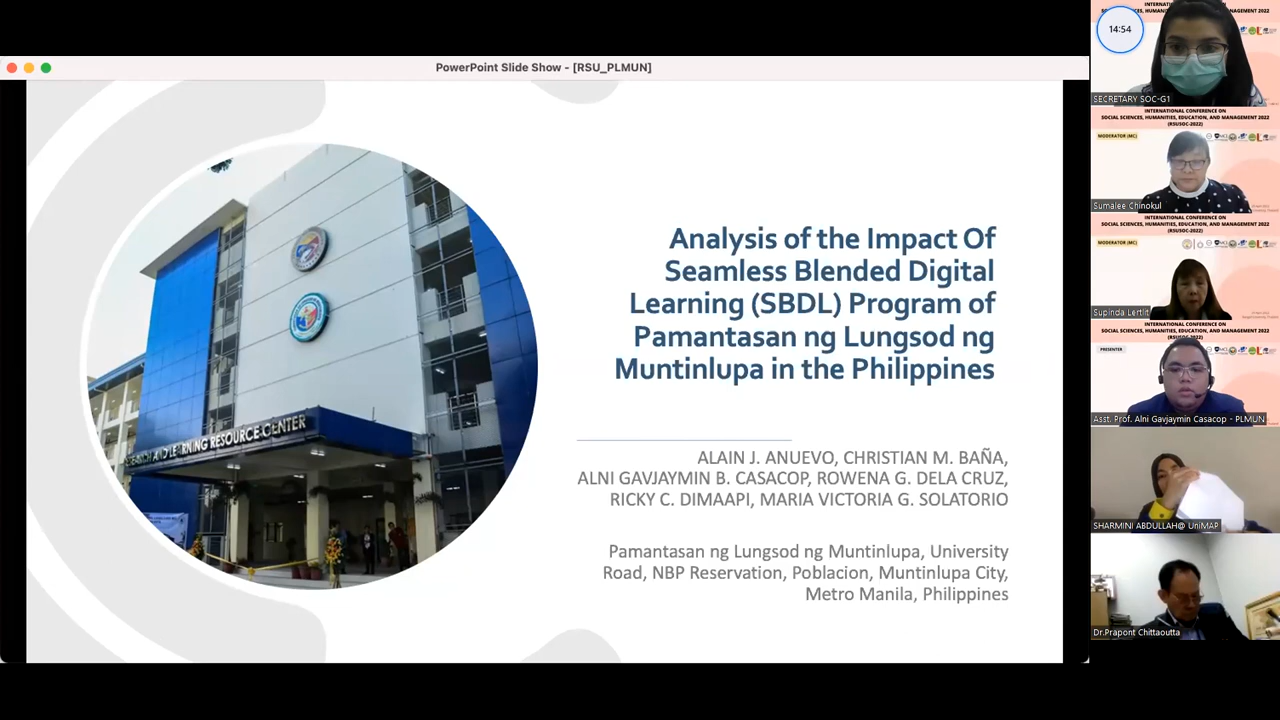 PowerPoint Slide Show - [RSU_PLMUN]
Analysis of the Impact Of
Seamless Blended Digital
Learning (SBDL) Program of
Pamantasan ng Lungsod ng
Muntinlupa in the Philippines
ALAIN J. ANUEVO, CHRISTIAN M. BAÑA,
ALNI GAVJAYMIN B. CASACOP, ROWENA G. DELA CRUZ,
RICKY C. DIMAAPI, MARIA VICTORIA G. SOLATORIO
Pamantasan ng Lungsod ng Muntinlupa, University
Road, NBP Reservation, Poblacion, Muntinlupa City,
Metro Manila, Philippines
AND LEARNING RESOURCE CENTER
14:54
SECRETARY SOC-G1
INTERNATIONAL CONFERENCE ON
SOCIAL SCIENCES, HUMANITIES, EDUCATION, AND MANAGEMENT 2022
(RSUSOC-2022)
MODERATOR (MC)
Sumalee Chinokul
INTERNATIONAL CONFERENCE ON
SOCIAL SCIENCES, HUMANITIES, EDUCATION, AND MANAGEMENT 2022
(RSUSOC-2022)
MODERATOR (MC)
Supinda Lertlit
INTERNATIONAL CONFERENCE ON
SOCIAL SCIENCES, HUMANITIES, EDUCATION, AND MANAGEMENT 2022
PRESENTER
Asst. Prof. Alni Gavjaymin Casacop - PLMUN
SHARMINI ABDULLAH@ UniMAP
Dr.Prapont Chittaoutta